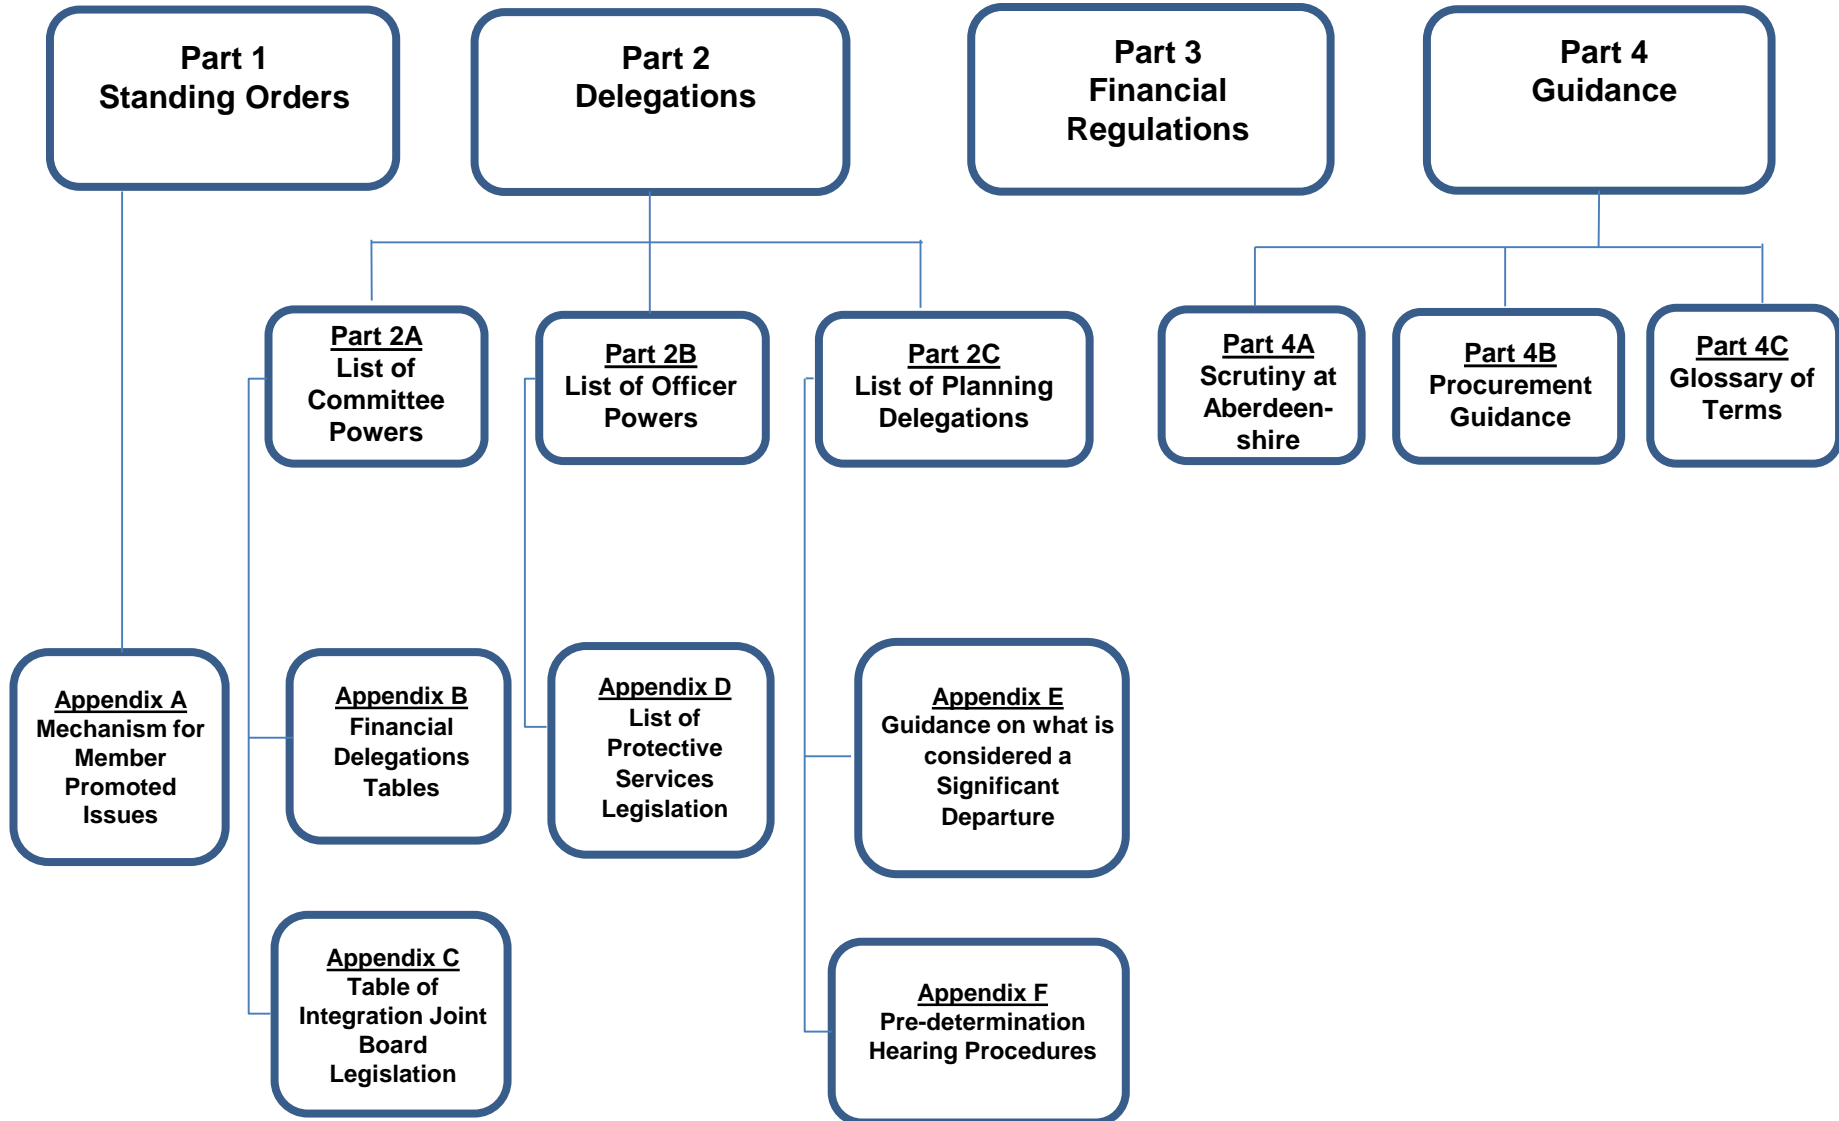 Part 1
Standing Orders
Part 2
Delegations
Part 3
Financial
Regulations
Part 4
Guidance
Part 2A
List of
Committee
Powers
Part 2B
List of Officer
Powers
Part 2C
List of Planning
Delegations
Part 4A
Scrutiny at
Aberdeen-
shire
Part 4B
Procurement
Guidance
Part 4C
Glossary of
Terms
Appendix A
Mechanism for
Member
Promoted
Issues
Appendix B
Financial
Delegations
Tables
Appendix D
List of
Protective
Services
Legislation
Appendix E
Guidance on what is
considered a
Significant
Departure
Appendix C
Table of
Integration Joint
Board
Legislation
Appendix F
Pre-determination
Hearing Procedures